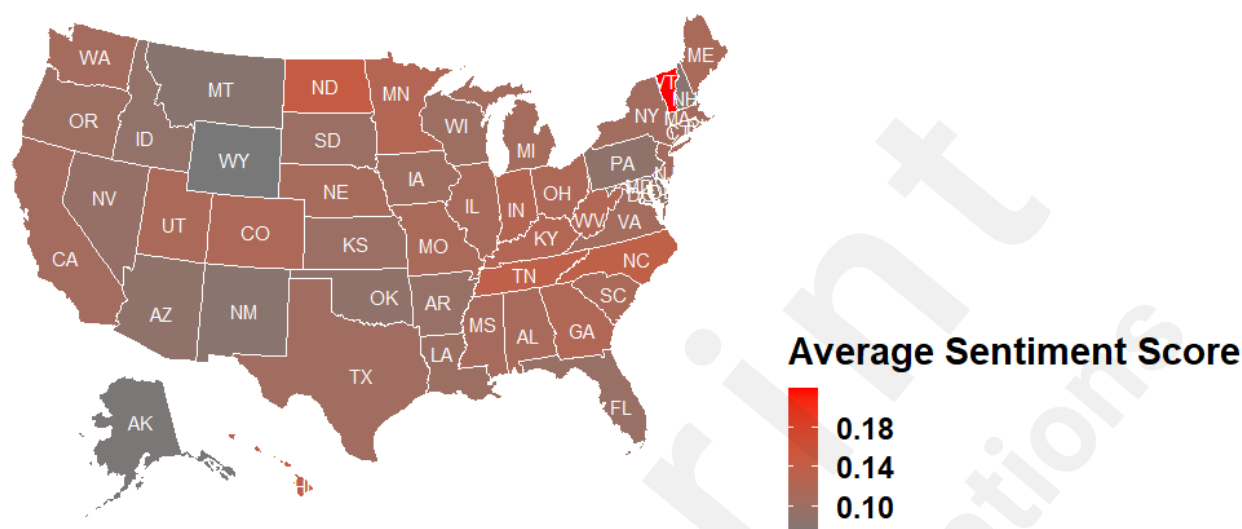 WA
MT
ND
MN
ME
VT
NH
OR
ID
SD
WI
NY
MA
WY
MI
PA
NV
NE
IA
UT
CO
IL
IN
OH
WV
VA
KS
MO
KY
CA
NC
TN
OK
AR
SC
AZ
NM
MS
AL
GA
LA
TX
FL
AK
HI
Average Sentiment Score
0.18
0.14
0.10
rint